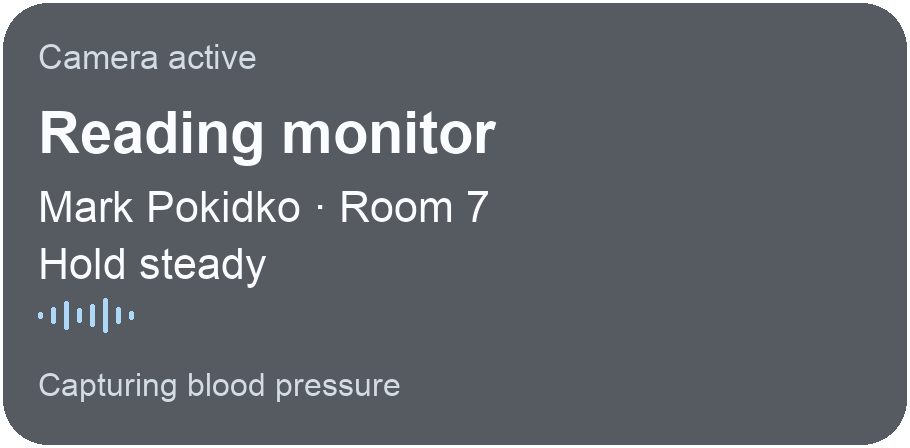 Camera active
Reading monitor
Mark Pokidko · Room 7
Hold steady
Capturing blood pressure